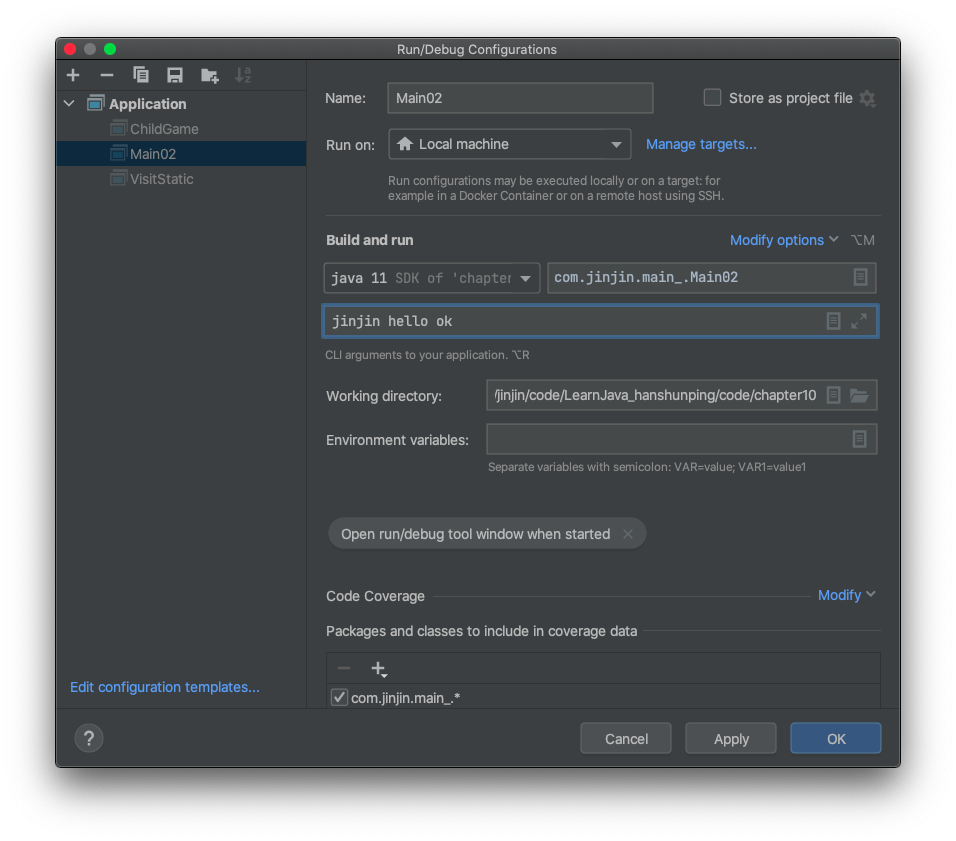 Run/Debug Configurations
Application
ChildGame
Main02
VisitStatic
Edit configuration templates...
Name: Main02 Store as project file
Run on: Local machine Manage targets...
Run configurations may be executed locally or on a target: for
example in a Docker Container or on a remote host using SSH.
Build and run Modify options ⌥M
java 11 SDK of 'chapter com.jinjin.main_.Main02
jinjin hello ok
CLI arguments to your application. ⌥R
Working directory: /jinjin/code/LearnJava_hanshunping/code/chapter10
Environment variables:
Separate variables with semicolon: VAR=value; VAR1=value1
Open run/debug tool window when started
Code Coverage Modify
Packages and classes to include in coverage data
com.jinjin.main_.*
? Cancel Apply OK